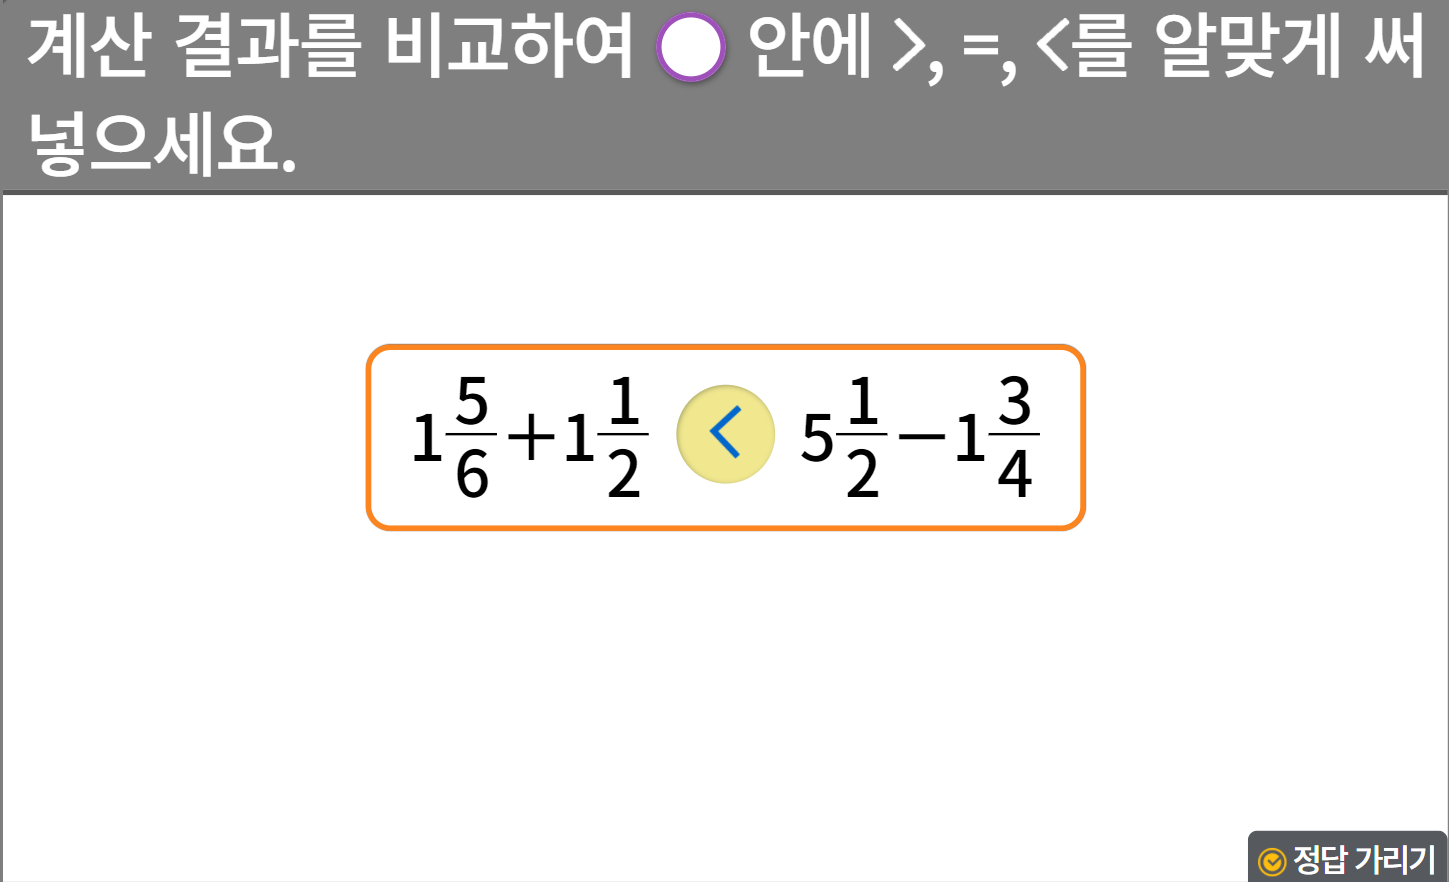 계산 결과를 비교하여 ○ 안에 >, =, <를 알맞게 써
넣으세요.
1 5/6 + 1 1/2 < 5 1/2 − 1 3/4
정답 가리기